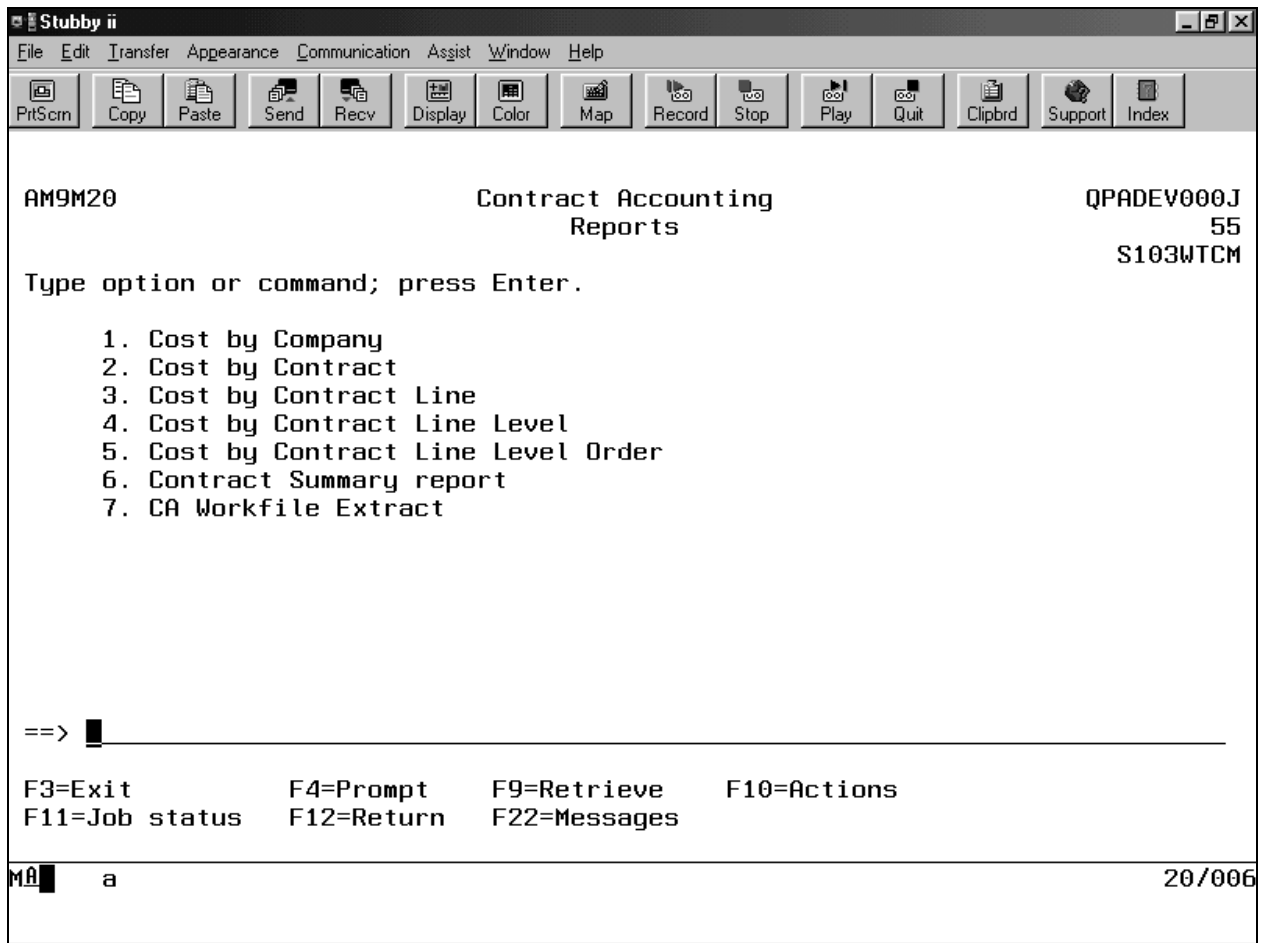 Stubby ii
File Edit Transfer Appearance Communication Assist Window Help
PrtScrn Copy Paste Send Recv Display Color Map Record Stop Play Quit Clipbrd Support Index
AM9M20 Contract Accounting QPADEV000J
Reports 55
S103WTCM
Type option or command; press Enter.
1. Cost by Company
2. Cost by Contract
3. Cost by Contract Line
4. Cost by Contract Line Level
5. Cost by Contract Line Level Order
6. Contract Summary report
7. CA Workfile Extract
==>
F3=Exit F4=Prompt F9=Retrieve F10=Actions
F11=Job status F12=Return F22=Messages
MA a 20/006